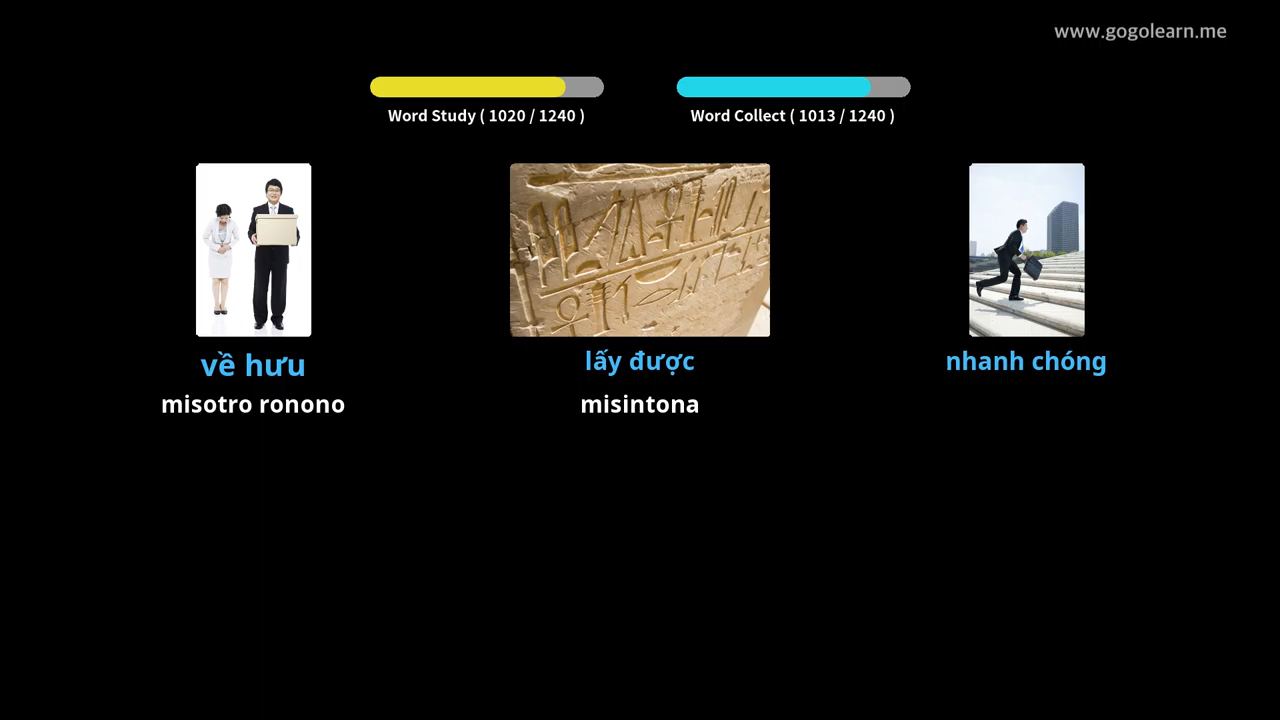 www.gogolearn.me
Word Study ( 1020 / 1240 )
Word Collect ( 1013 / 1240 )
về hưu
misotro ronono
lấy được
misintona
nhanh chóng